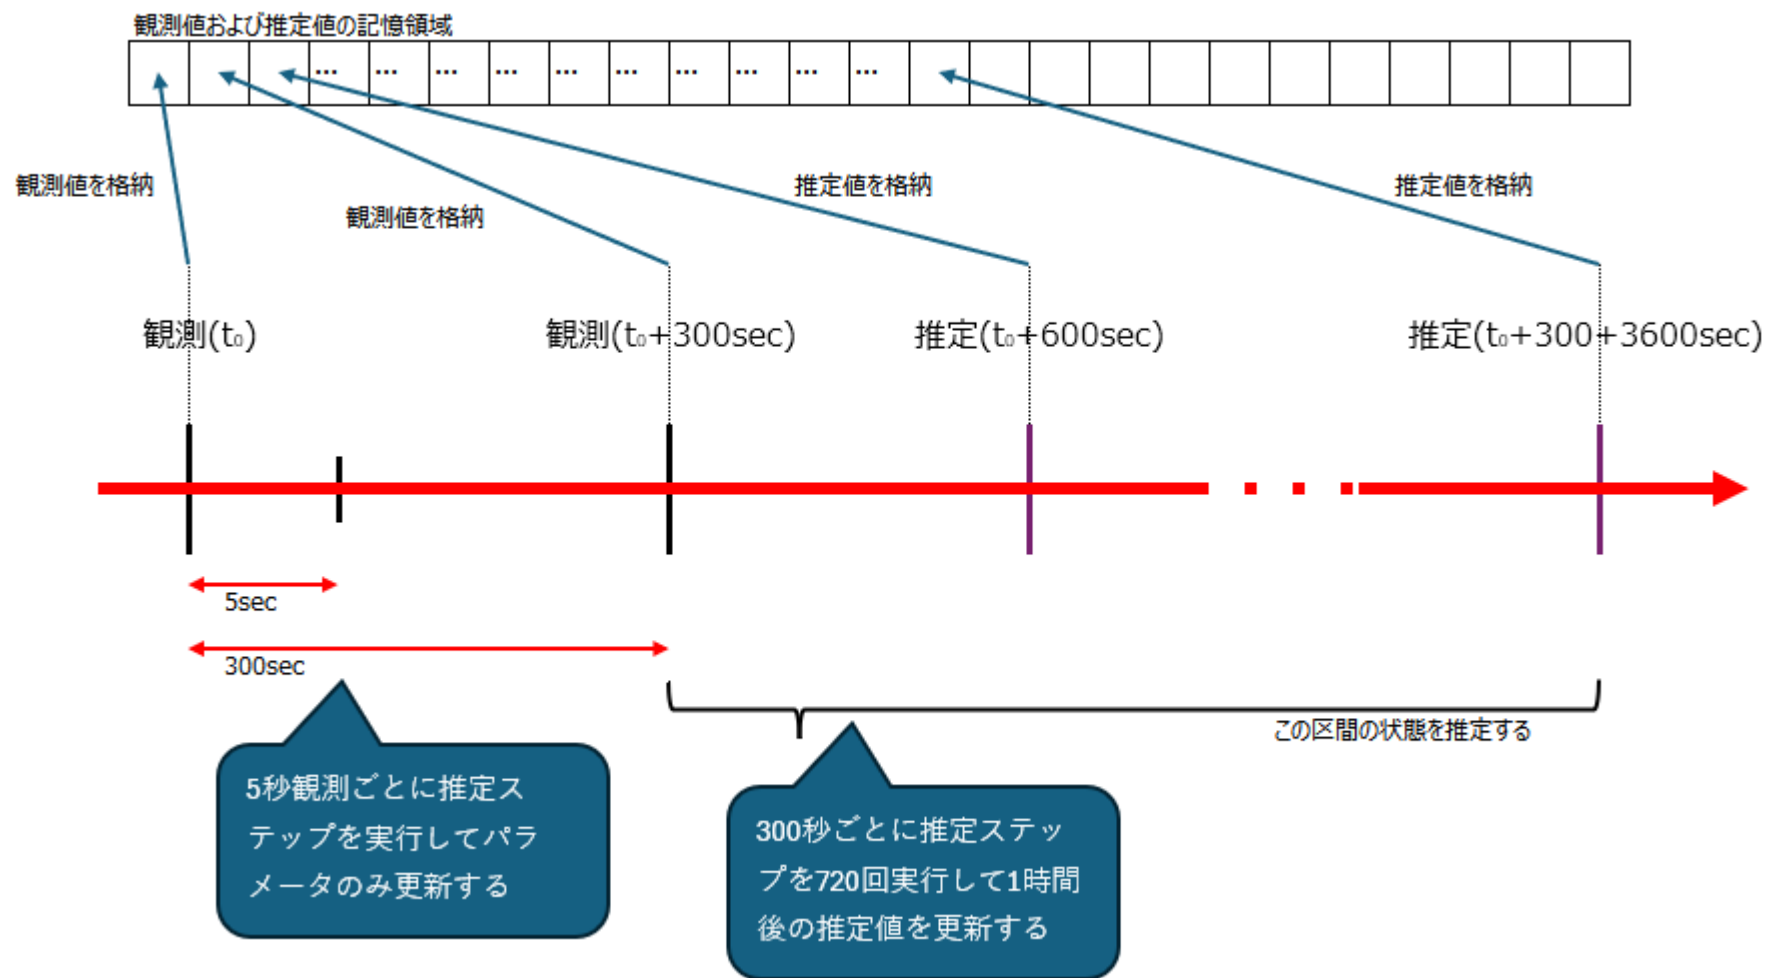 観測値および推定値の記憶領域
... ... ... ... ... ... ... ... ... ...
観測値を格納
観測値を格納
推定値を格納
推定値を格納
観測(t₀)
観測(t₀+300sec)
推定(t₀+600sec)
推定(t₀+300+3600sec)
5sec
300sec
この区間の状態を推定する
5秒観測ごとに推定ス
テップを実行してパラ
メータのみ更新する
300秒ごとに推定ステッ
プを720回実行して1時間
後の推定値を更新する